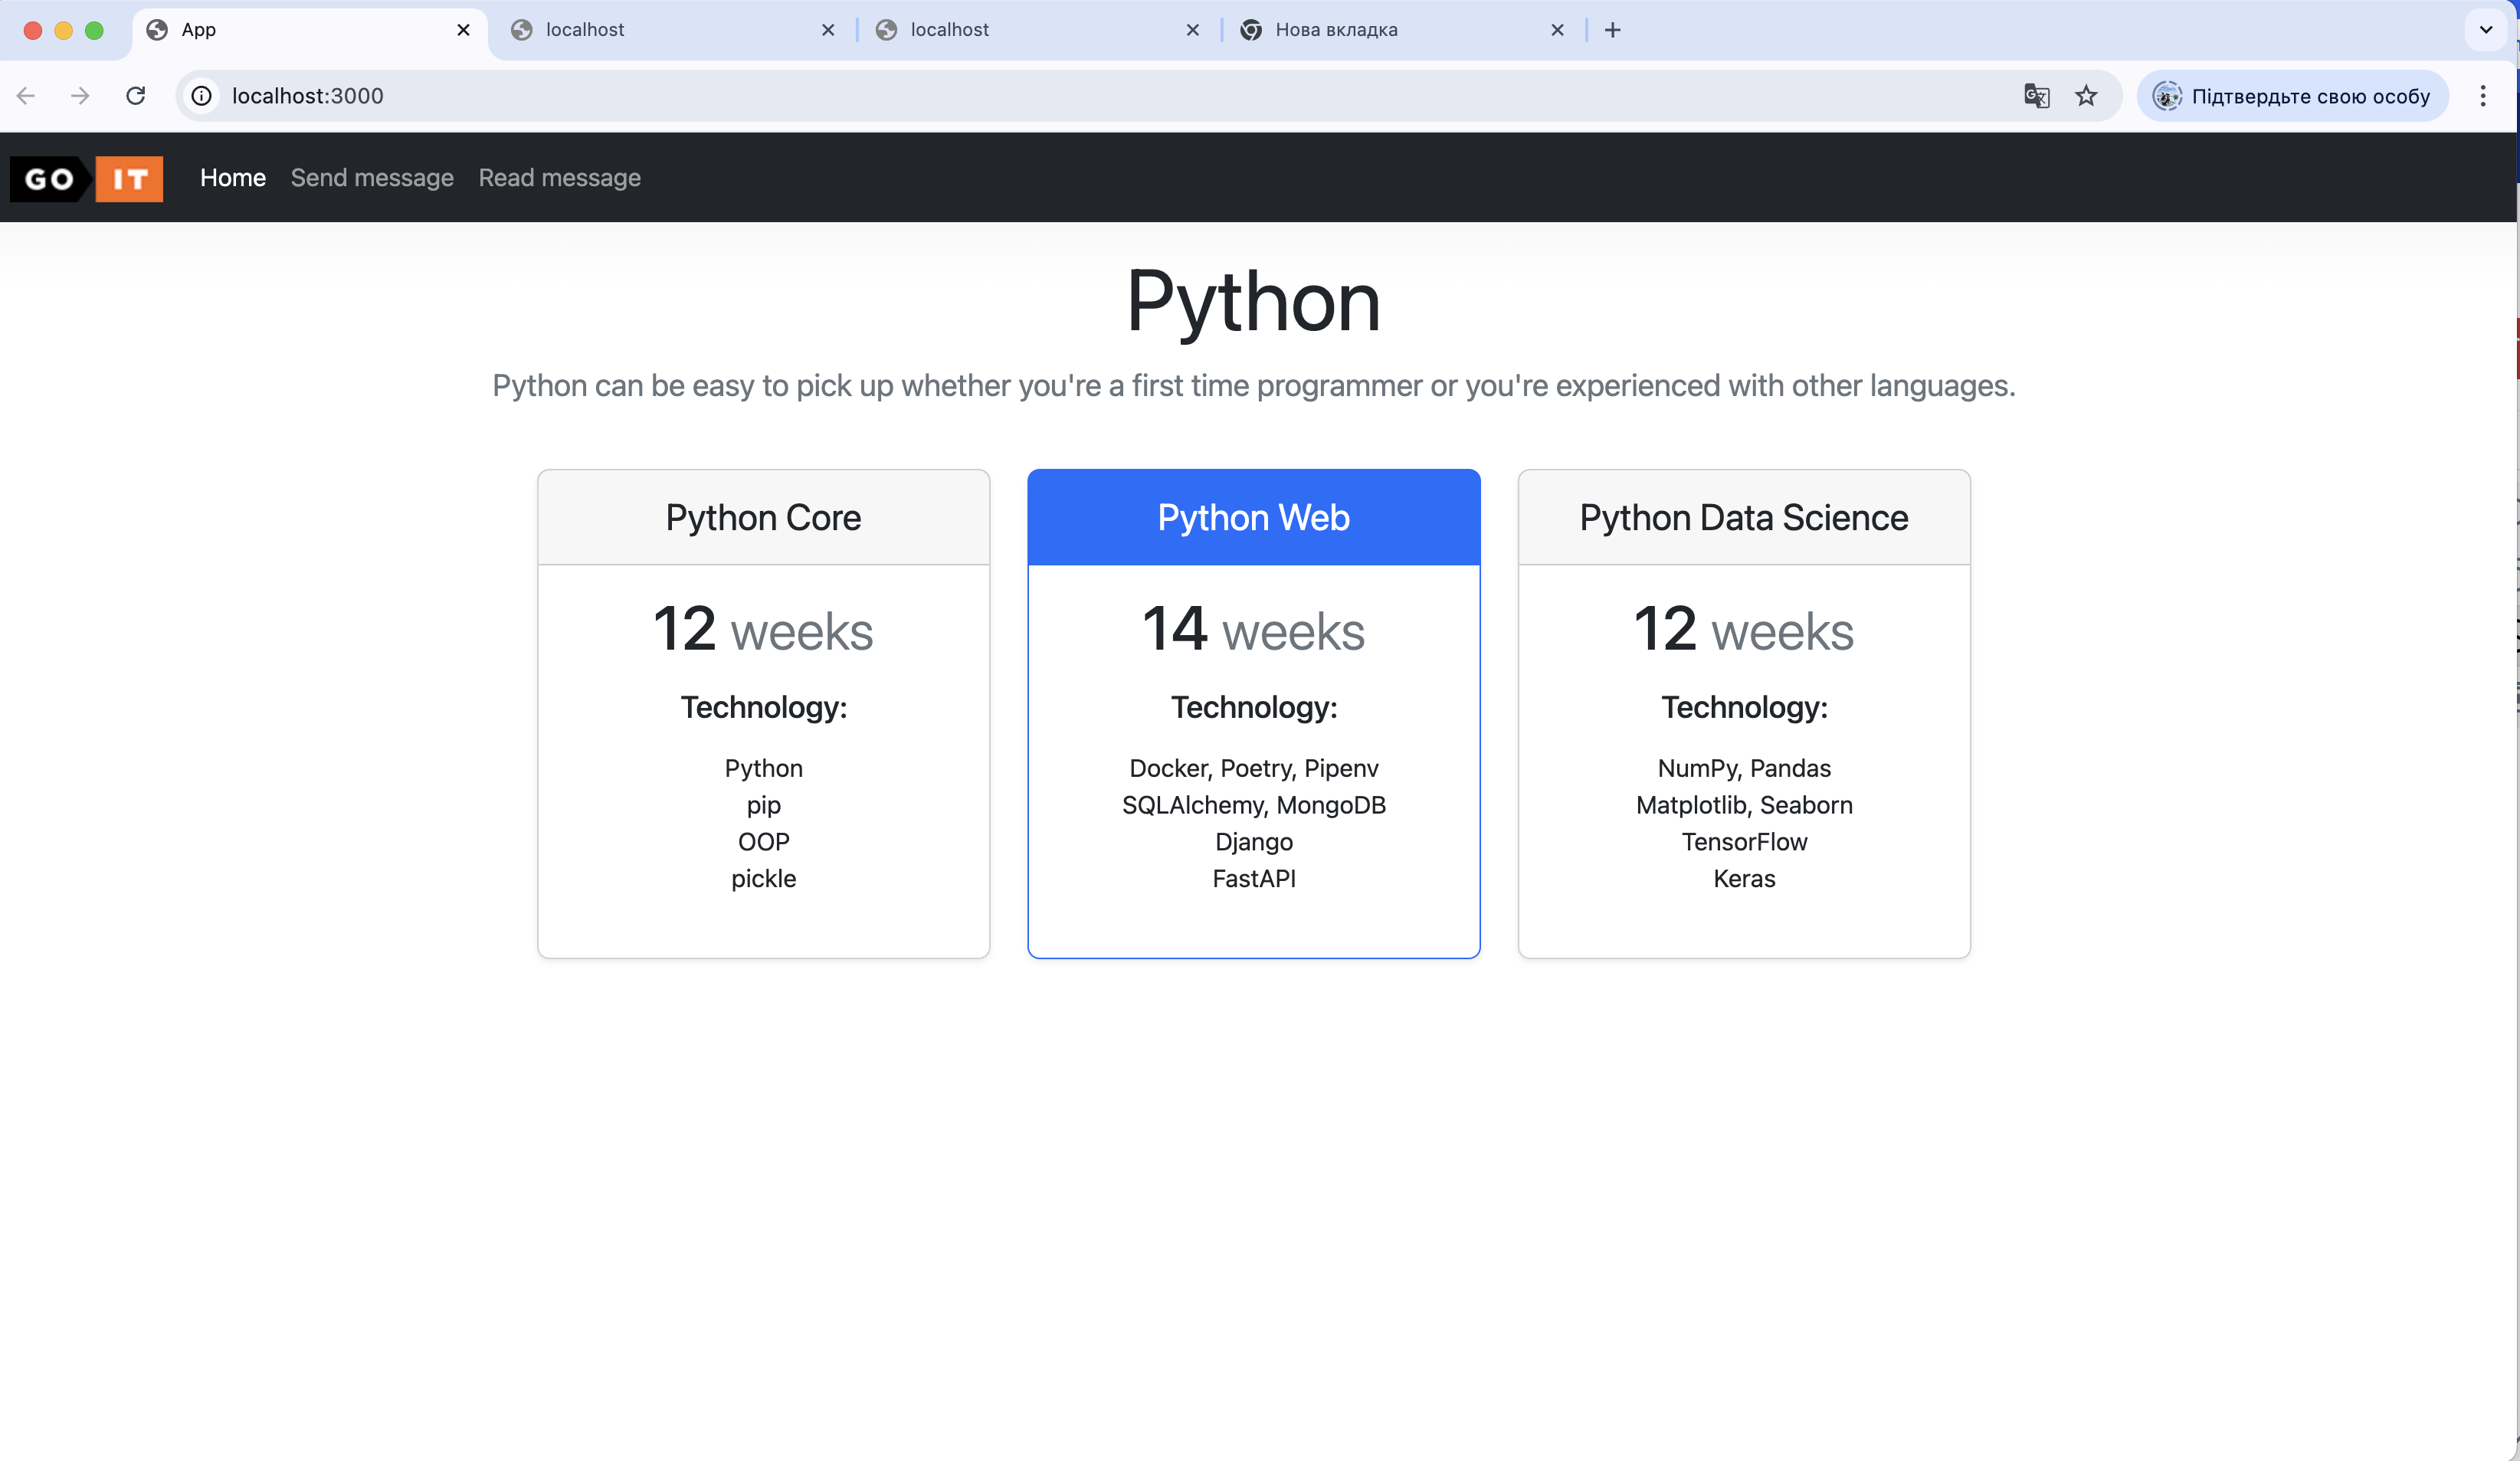 App
localhost
localhost
Нова вкладка
localhost:3000
Підтвердьте свою особу
GO IT
Home
Send message
Read message
Python
Python can be easy to pick up whether you're a first time programmer or you're experienced with other languages.
Python Core
12 weeks
Technology:
Python
pip
OOP
pickle
Python Web
14 weeks
Technology:
Docker, Poetry, Pipenv
SQLAlchemy, MongoDB
Django
FastAPI
Python Data Science
12 weeks
Technology:
NumPy, Pandas
Matplotlib, Seaborn
TensorFlow
Keras